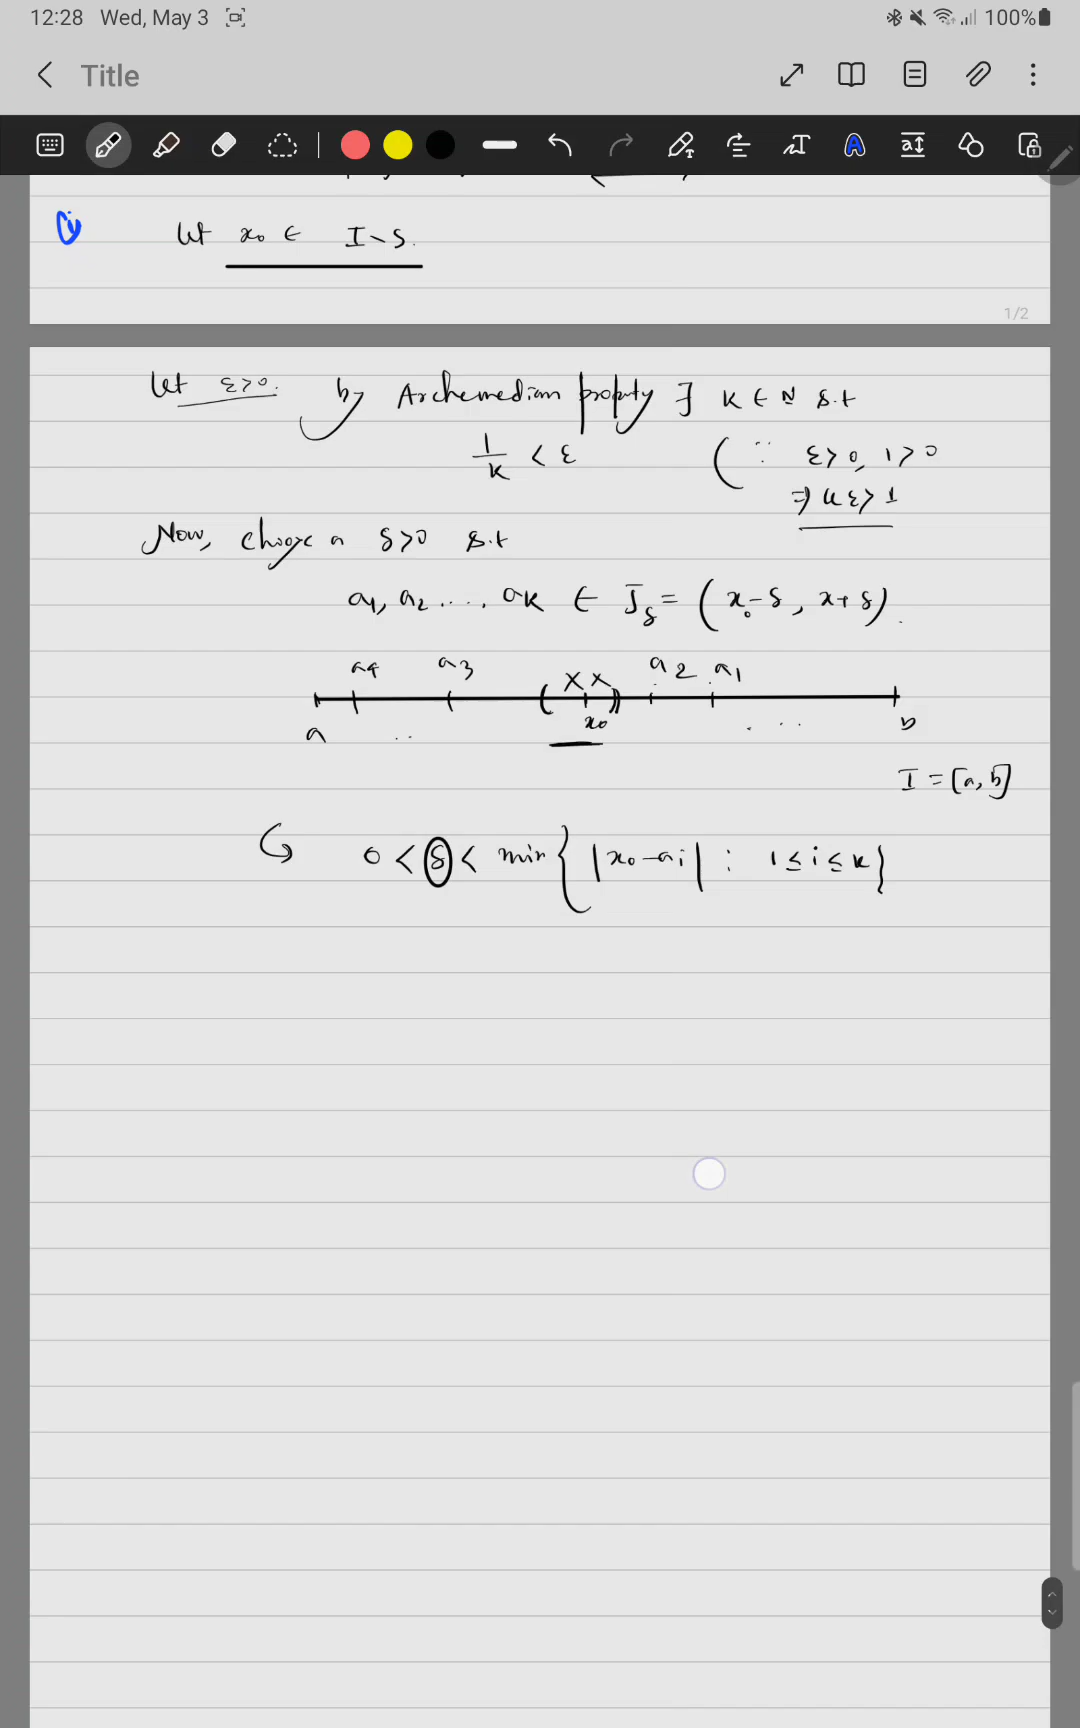 12:28 Wed, May 3 100%
Title
(i) let x₀ ∈ I∖S.
1/2
let ε>0. by Archemedian property ∃ K ∈ ℕ s.t
1/K < ε (∵ ε>0, 1>0
⇒ kε>1
Now, choose a δ>0 s.t
a₁, a₂ ...., aK ∈ J_δ = (x₀-δ, x+δ).
a4 a3 ( x x ) a2 a1
a .. x₀ . . . b
I = [a, b]
0 < δ < min { |x₀-aᵢ| : 1≤i≤k}